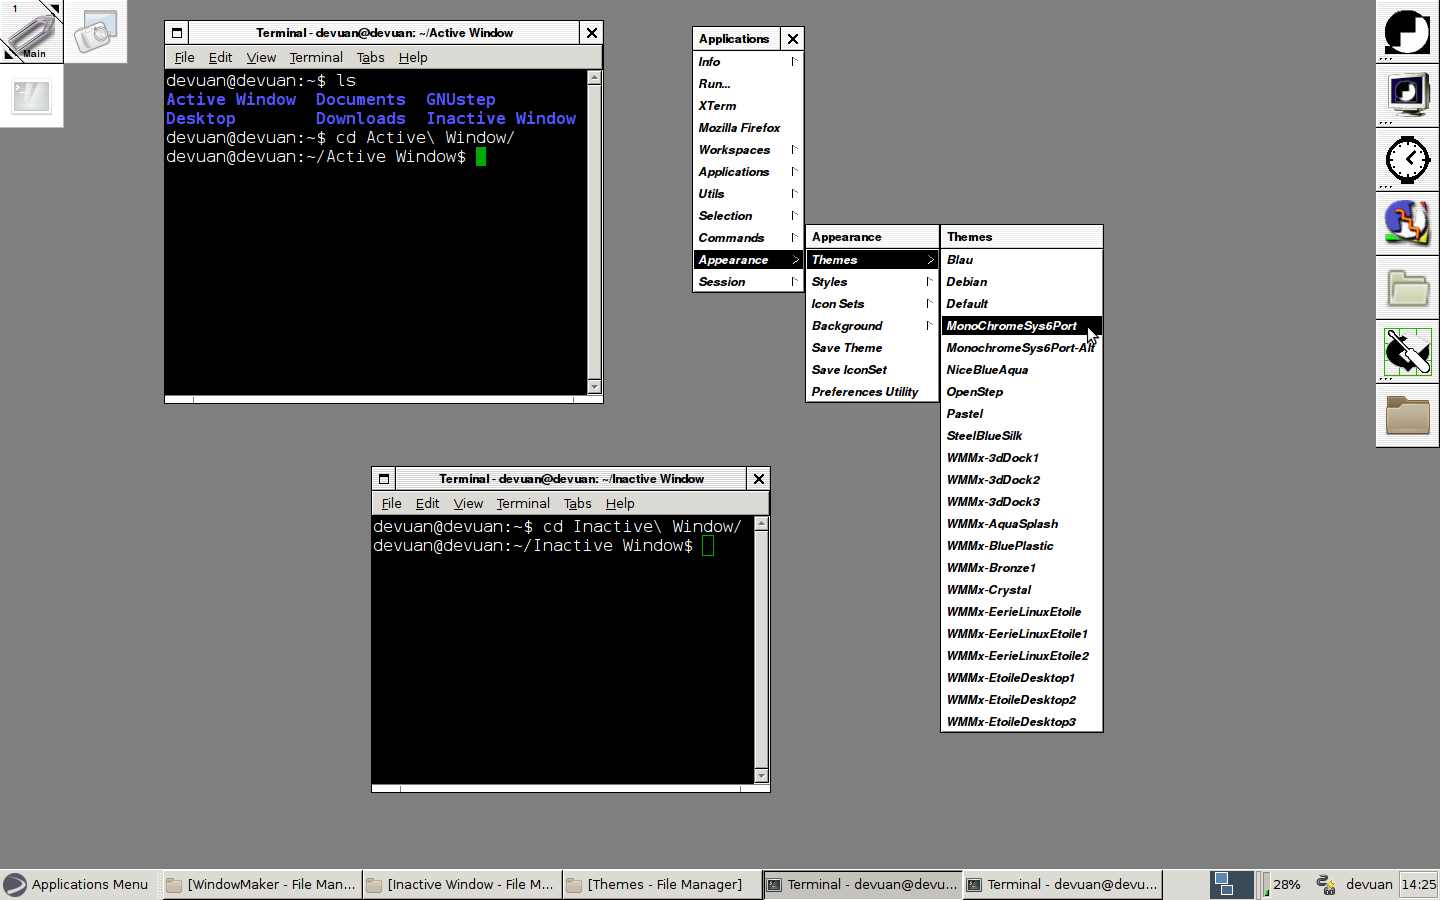 1
Main
Terminal - devuan@devuan: ~/Active Window
File Edit View Terminal Tabs Help
devuan@devuan:~$ ls
Active Window  Documents  GNUstep
Desktop        Downloads  Inactive Window
devuan@devuan:~$ cd Active\ Window/
devuan@devuan:~/Active Window$
Applications
Info
Run...
XTerm
Mozilla Firefox
Workspaces
Applications
Utils
Selection
Commands
Appearance
Session
Appearance
Themes
Styles
Icon Sets
Background
Save Theme
Save IconSet
Preferences Utility
Themes
Blau
Debian
Default
MonoChromeSys6Port
MonochromeSys6Port-Alt
NiceBlueAqua
OpenStep
Pastel
SteelBlueSilk
WMMx-3dDock1
WMMx-3dDock2
WMMx-3dDock3
WMMx-AquaSplash
WMMx-BluePlastic
WMMx-Bronze1
WMMx-Crystal
WMMx-EerieLinuxEtoile
WMMx-EerieLinuxEtoile1
WMMx-EerieLinuxEtoile2
WMMx-EtoileDesktop1
WMMx-EtoileDesktop2
WMMx-EtoileDesktop3
Terminal - devuan@devuan: ~/Inactive Window
File Edit View Terminal Tabs Help
devuan@devuan:~$ cd Inactive\ Window/
devuan@devuan:~/Inactive Window$
Applications Menu
[WindowMaker - File Man...
[Inactive Window - File M...
[Themes - File Manager]
Terminal - devuan@devu...
Terminal - devuan@devu...
28%
devuan
14:25